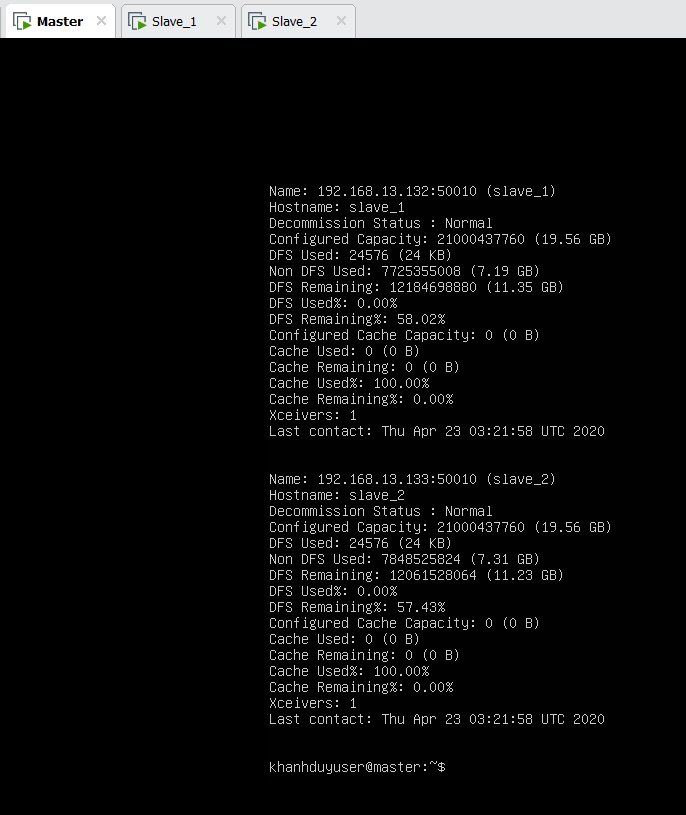 Master
Slave_1
Slave_2
Name: 192.168.13.132:50010 (slave_1)
Hostname: slave_1
Decommission Status : Normal
Configured Capacity: 21000437760 (19.56 GB)
DFS Used: 24576 (24 KB)
Non DFS Used: 7725355008 (7.19 GB)
DFS Remaining: 12184698880 (11.35 GB)
DFS Used%: 0.00%
DFS Remaining%: 58.02%
Configured Cache Capacity: 0 (0 B)
Cache Used: 0 (0 B)
Cache Remaining: 0 (0 B)
Cache Used%: 100.00%
Cache Remaining%: 0.00%
Xceivers: 1
Last contact: Thu Apr 23 03:21:58 UTC 2020
Name: 192.168.13.133:50010 (slave_2)
Hostname: slave_2
Decommission Status : Normal
Configured Capacity: 21000437760 (19.56 GB)
DFS Used: 24576 (24 KB)
Non DFS Used: 7848525824 (7.31 GB)
DFS Remaining: 12061528064 (11.23 GB)
DFS Used%: 0.00%
DFS Remaining%: 57.43%
Configured Cache Capacity: 0 (0 B)
Cache Used: 0 (0 B)
Cache Remaining: 0 (0 B)
Cache Used%: 100.00%
Cache Remaining%: 0.00%
Xceivers: 1
Last contact: Thu Apr 23 03:21:58 UTC 2020
khanhduyuser@master:~$